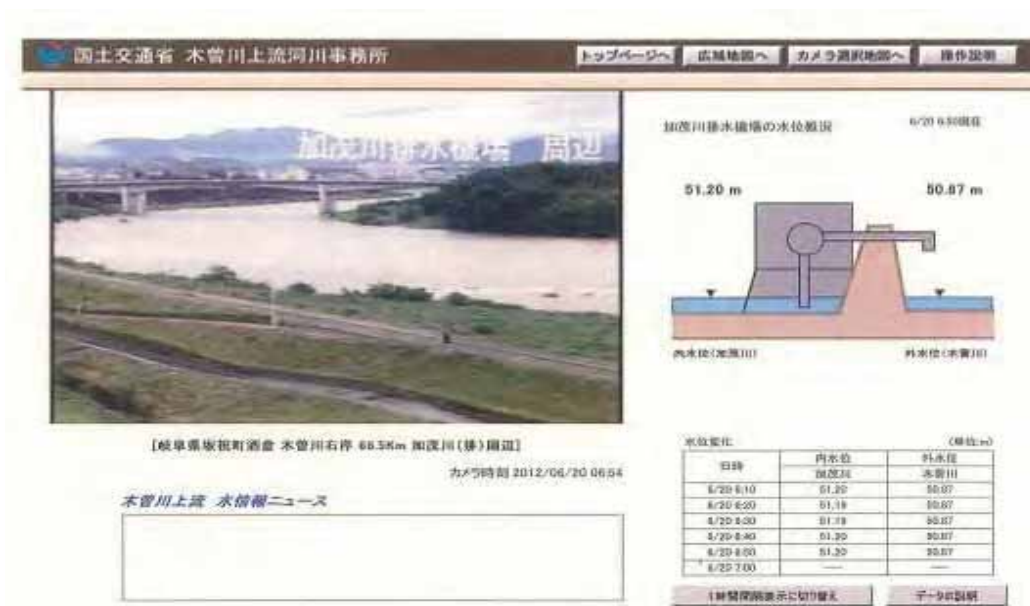 国土交通省 木曽川上流河川事務所
トップページへ 広域地図へ カメラ選択地図へ 操作説明
加茂川排水機場 周辺
加茂川排水機場の水位概況
6/20 6:50現在
51.20 m 50.87 m
内水位(加茂川) 外水位(木曽川)
[岐阜県坂祝町酒倉 木曽川右岸 66.5Km 加茂川(排)周辺]
カメラ時刻 2012/06/20 06:54
木曽川上流 水情報ニュース
水位変化 (単位:m)
日時 内水位 外水位
加茂川 木曽川
6/20 6:10 51.20 50.87
6/20 6:20 51.19 50.87
6/20 6:30 51.19 50.87
6/20 6:40 51.20 50.87
6/20 6:50 51.20 50.87
6/20 7:00 ---- ----
1時間間隔表示に切り替え データの説明